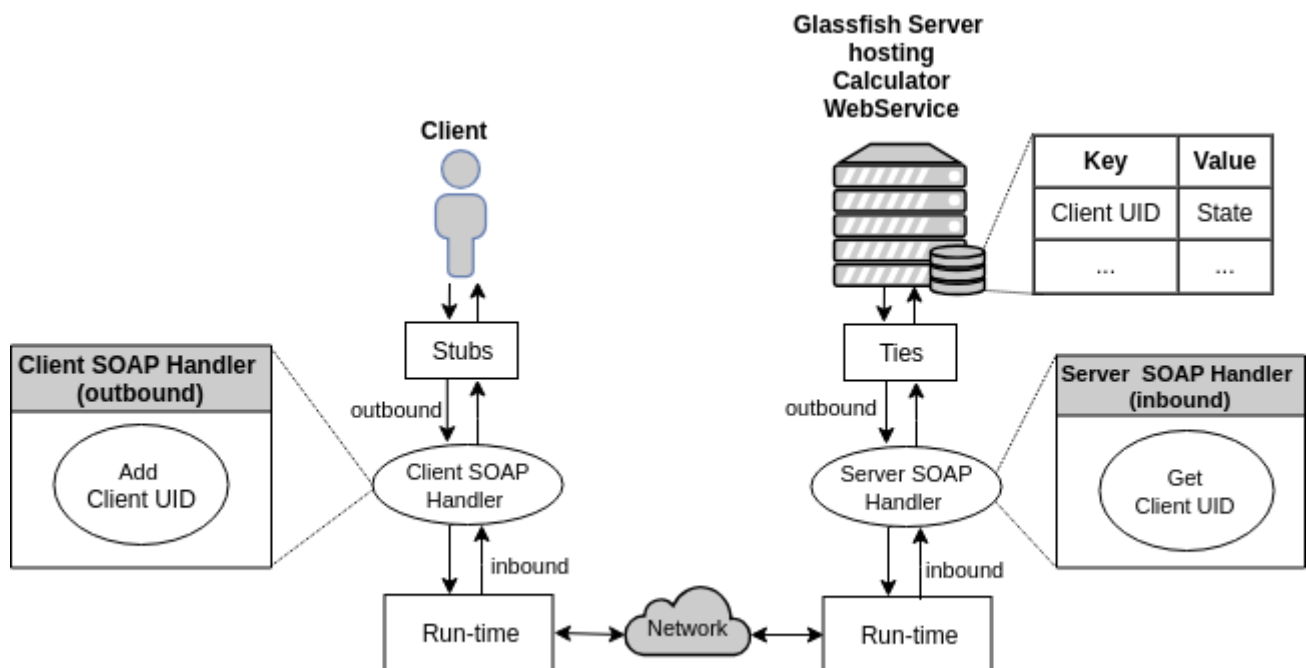 Glassfish Server
hosting
Calculator
WebService
Client
Key Value
Client UID State
... ...
Stubs
Ties
Client SOAP Handler
(outbound)
Add
Client UID
outbound
Client SOAP
Handler
inbound
Run-time
Network
outbound
Server SOAP
Handler
inbound
Run-time
Server SOAP Handler
(inbound)
Get
Client UID